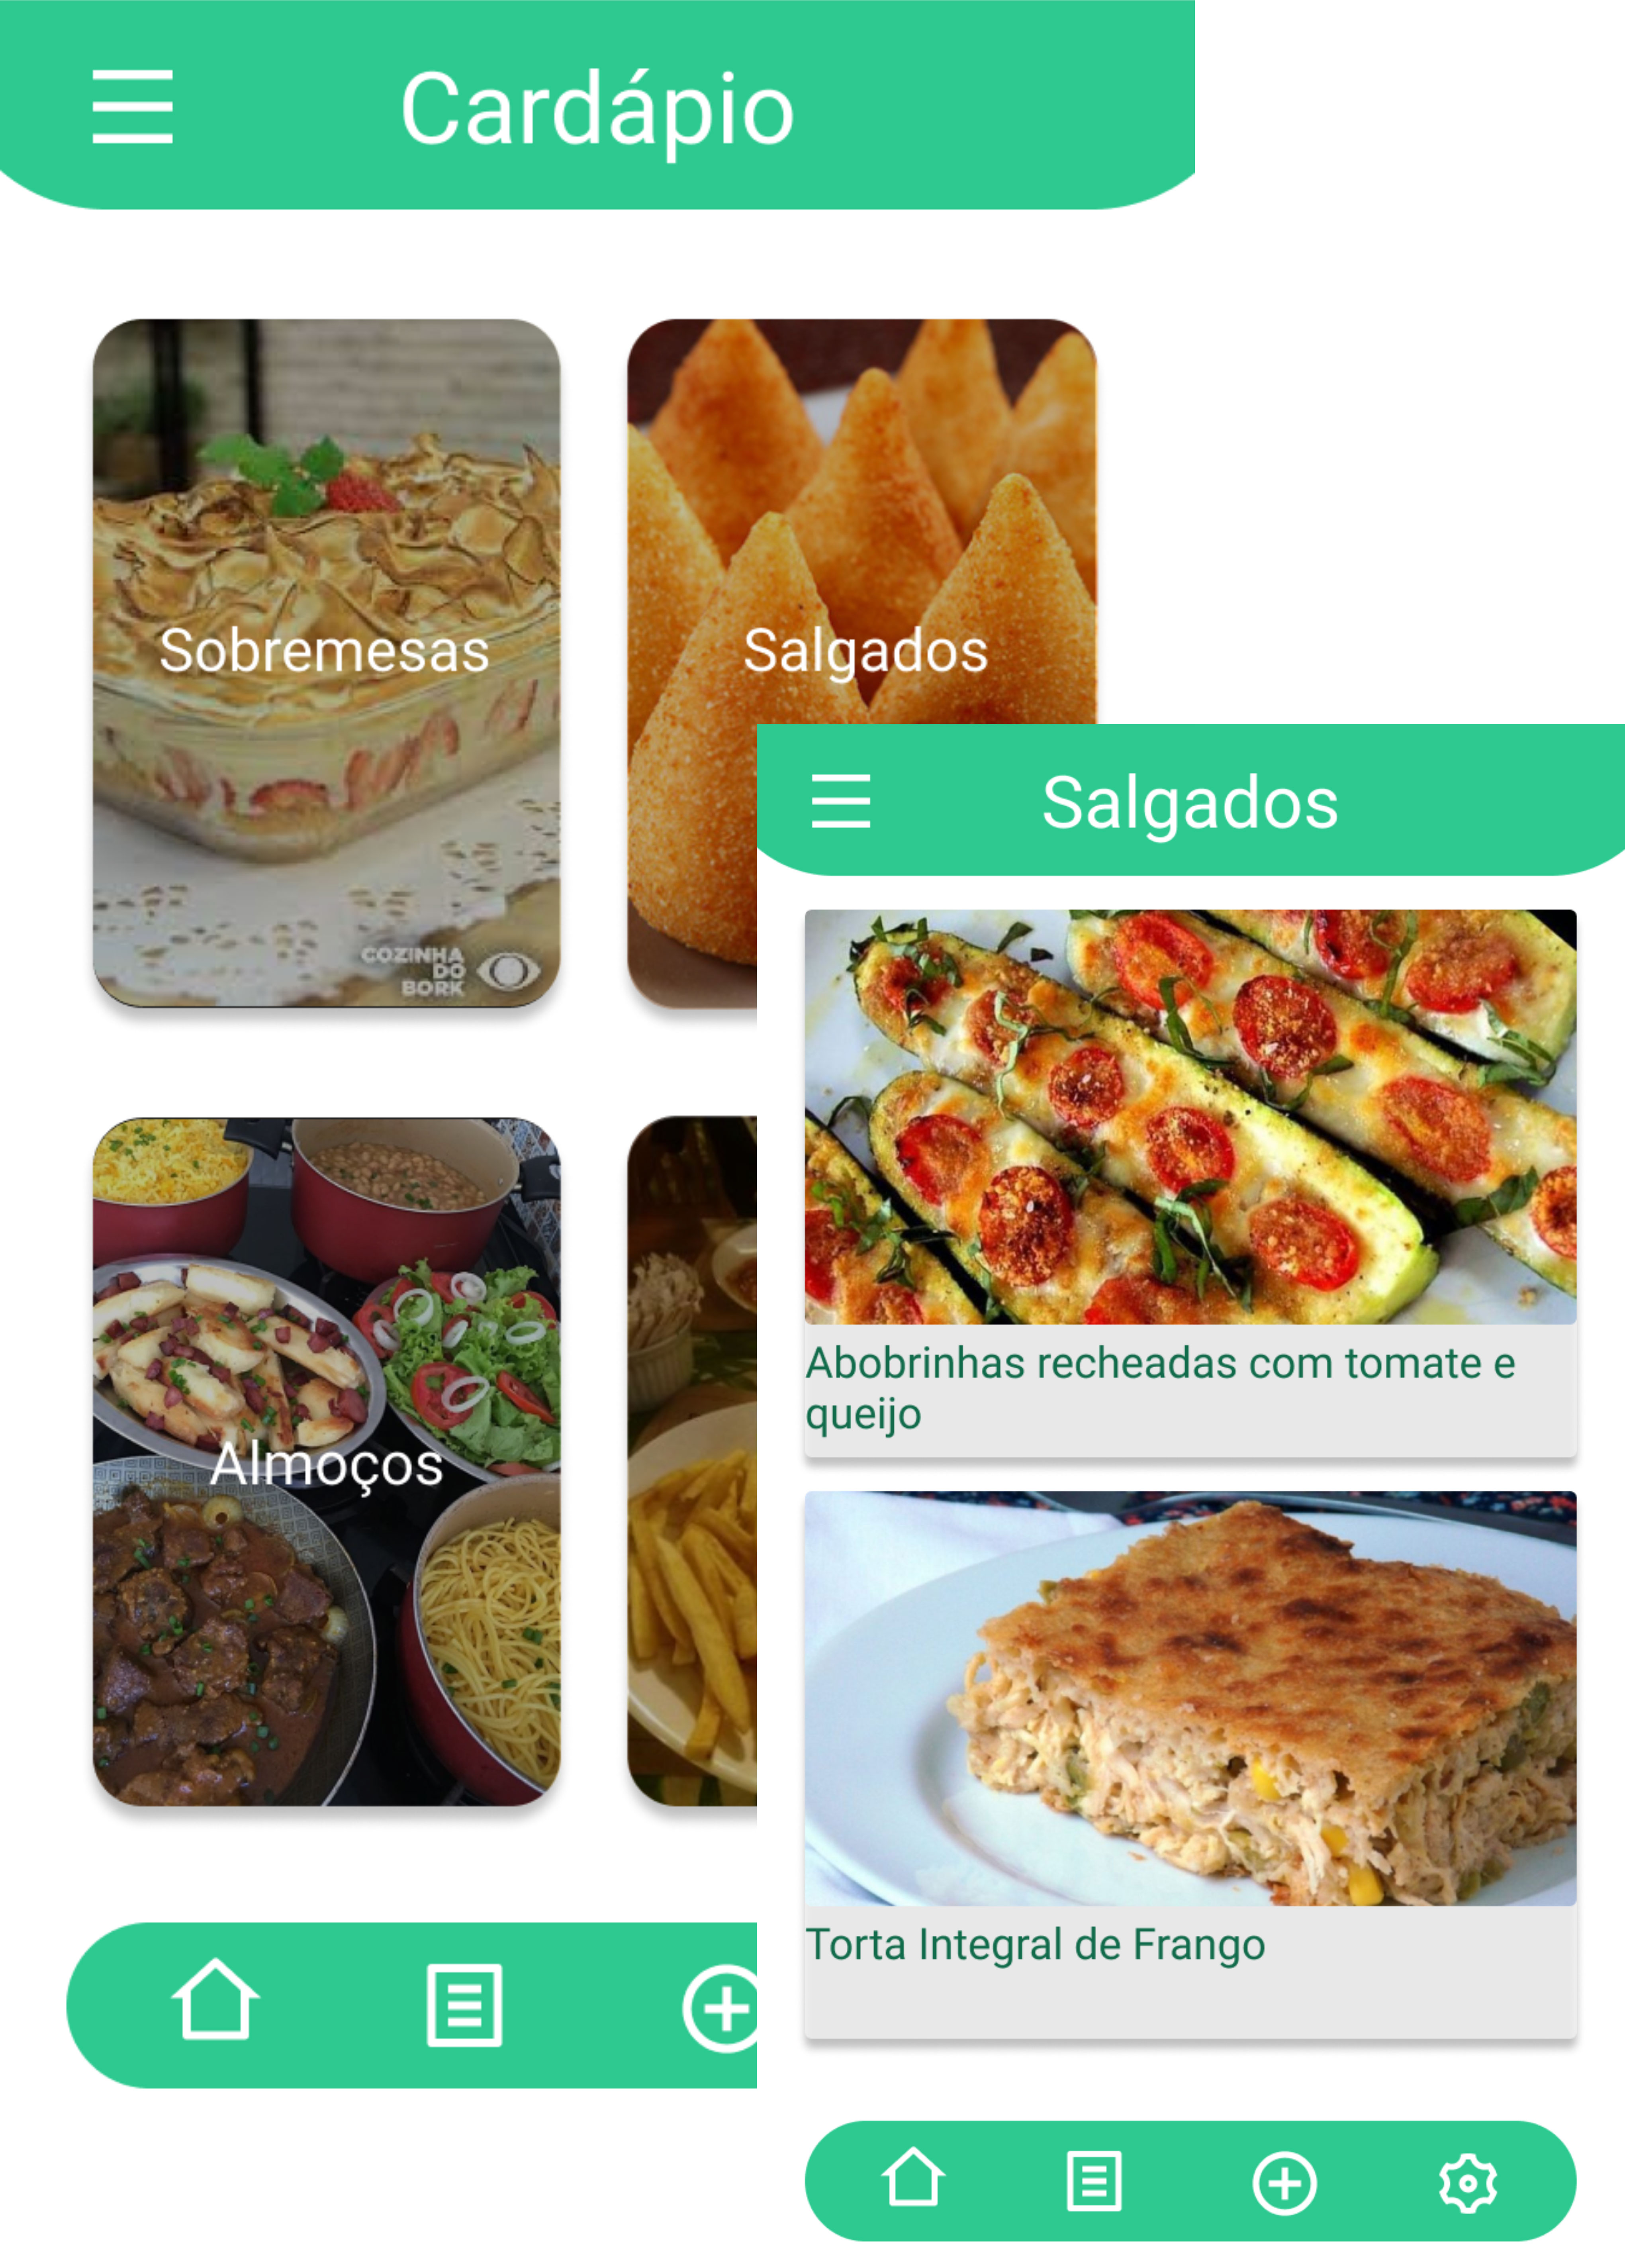 Cardápio
Sobremesas
Salgados
COZINHA
DO
BORK
Almoços
Salgados
Abobrinhas recheadas com tomate e
queijo
Torta Integral de Frango